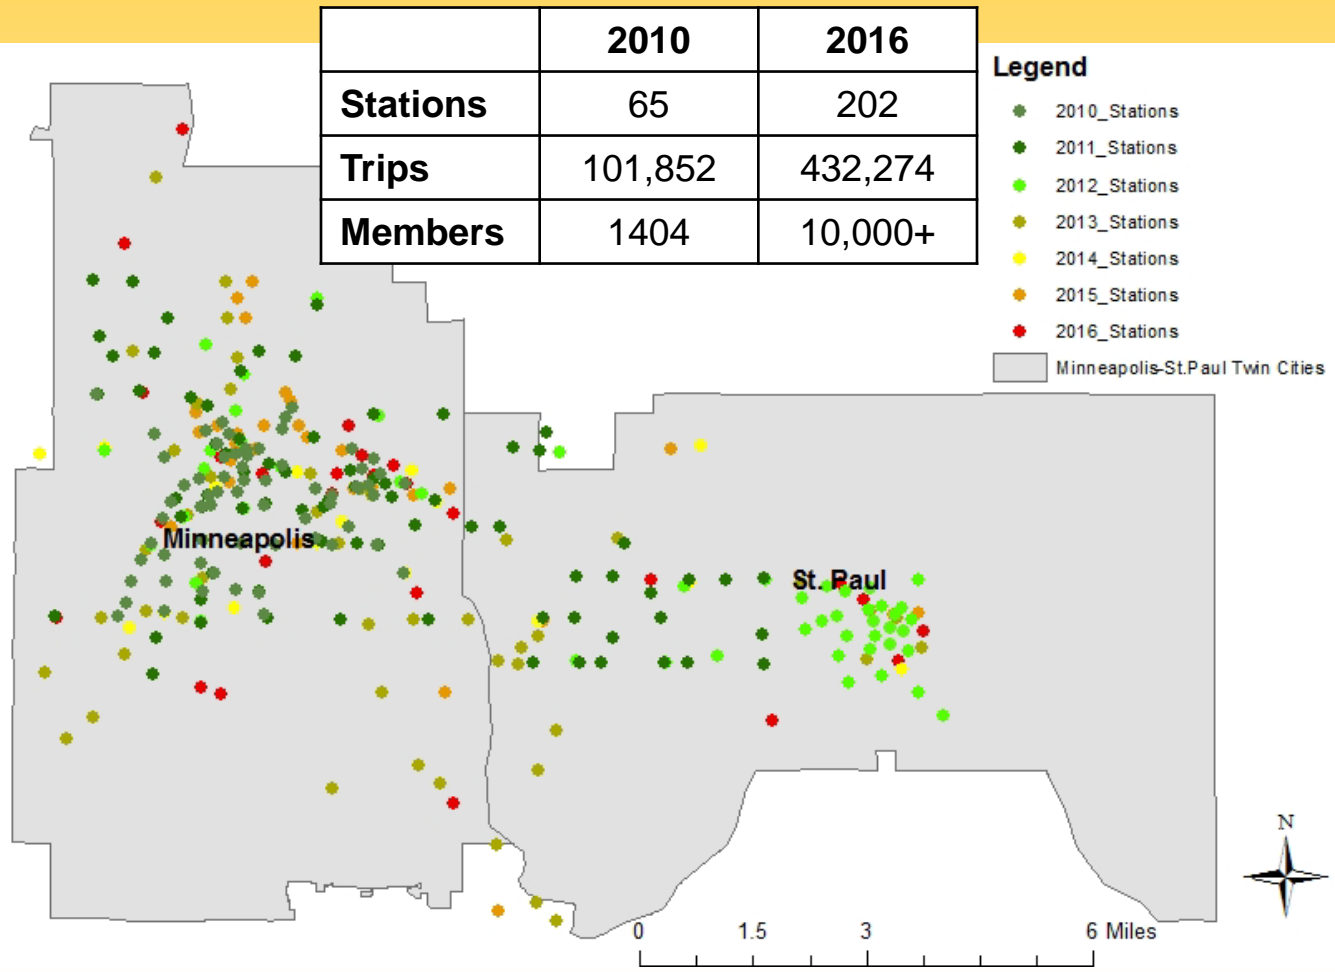 2010 2016
Stations 65 202
Trips 101,852 432,274
Members 1404 10,000+
Legend
2010_Stations
2011_Stations
2012_Stations
2013_Stations
2014_Stations
2015_Stations
2016_Stations
Minneapolis-St.Paul Twin Cities
Minneapolis
St. Paul
N
0 1.5 3 6 Miles